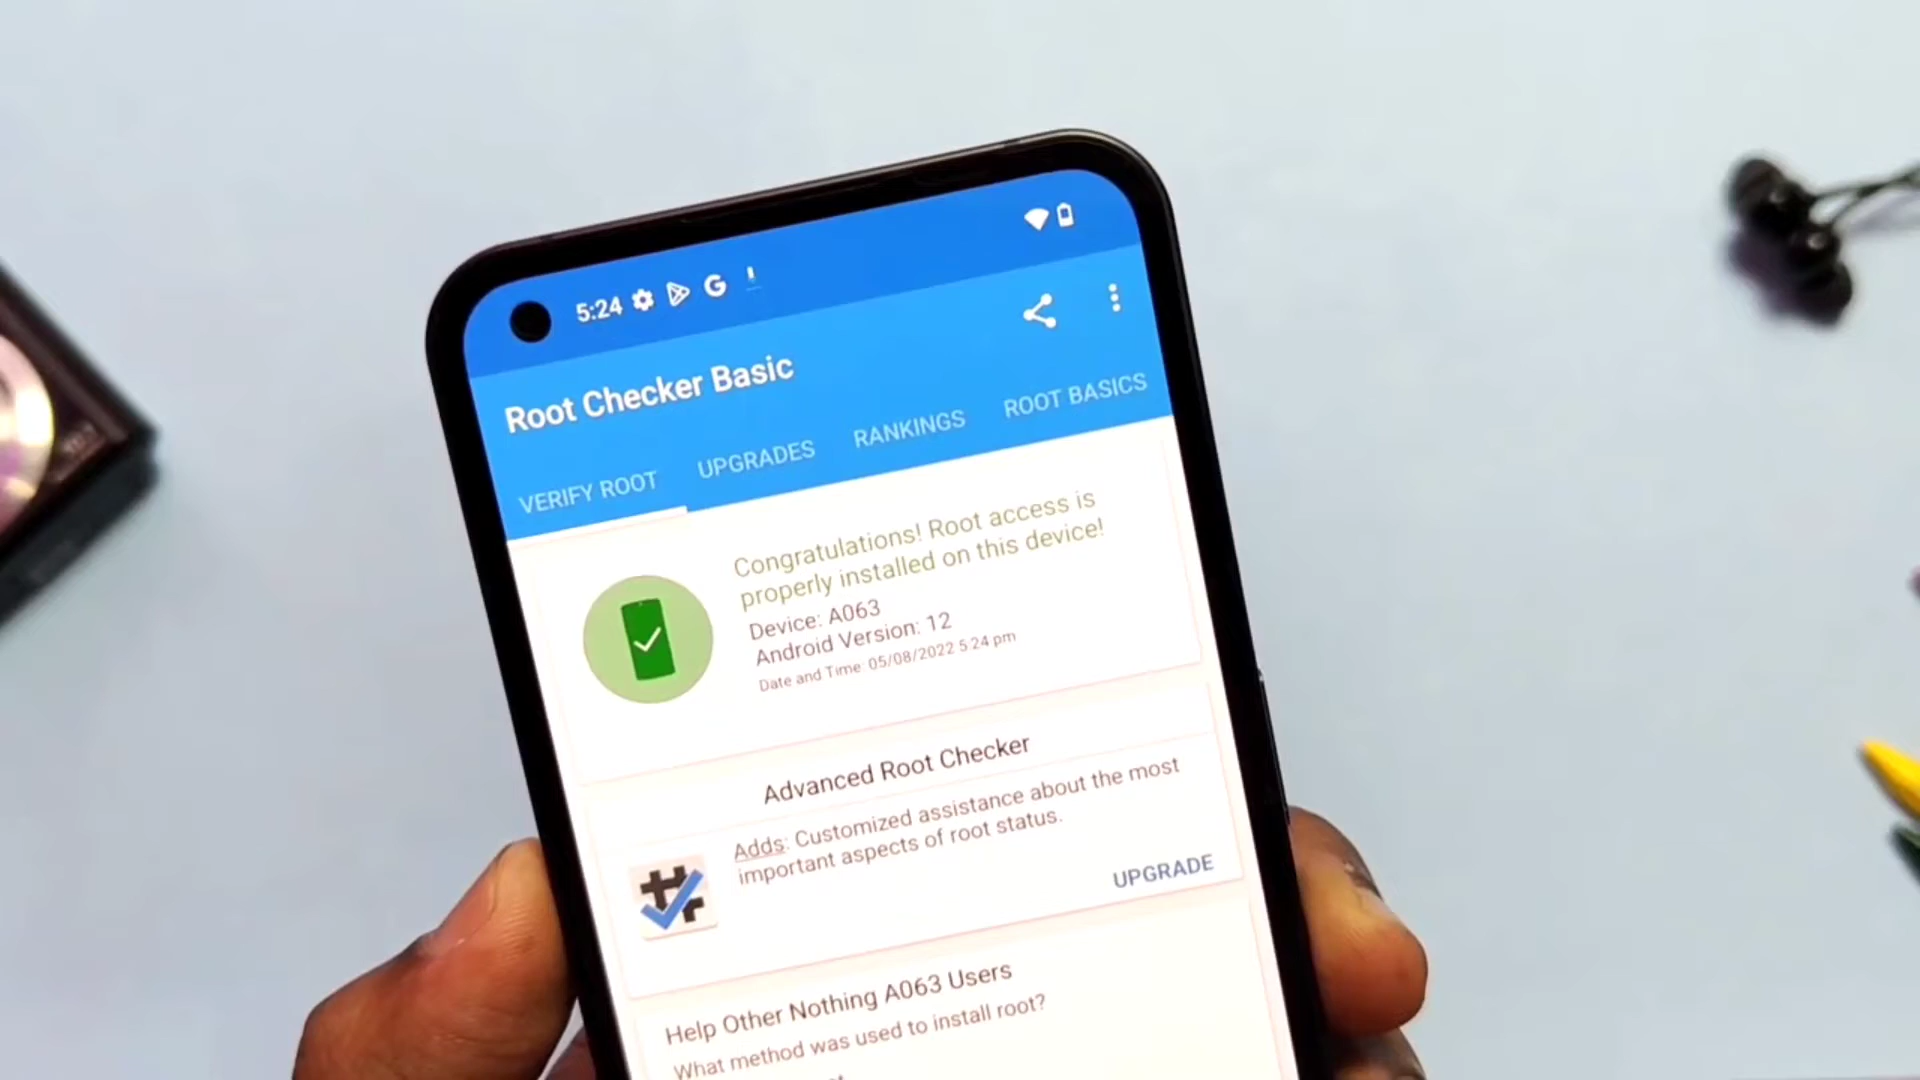 5:24
Root Checker Basic
VERIFY ROOT UPGRADES RANKINGS ROOT BASICS
Congratulations! Root access is
properly installed on this device!
Device: A063
Android Version: 12
Date and Time: 05/08/2022 5:24 pm
Advanced Root Checker
Adds: Customized assistance about the most
important aspects of root status.
UPGRADE
Help Other Nothing A063 Users
What method was used to install root?